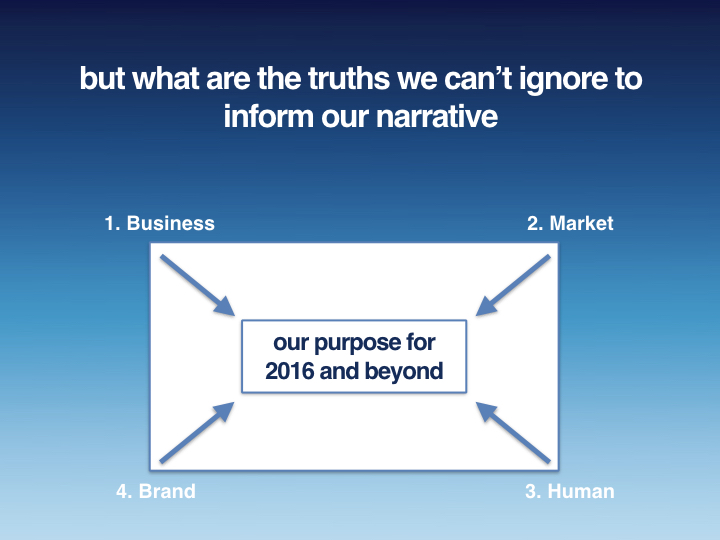 but what are the truths we can’t ignore to
inform our narrative
1. Business
2. Market
our purpose for
2016 and beyond
4. Brand
3. Human